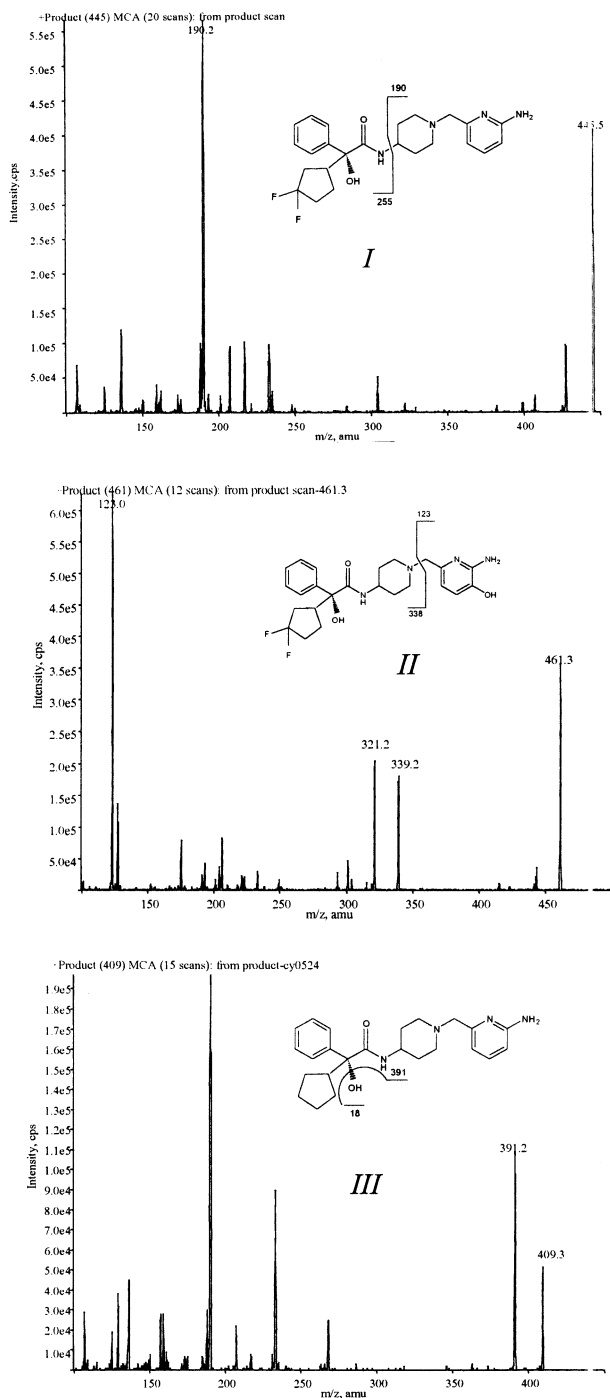 +Product (445) MCA (20 scans): from product scan
5.5e5
190.2
5.0e5
4.5e5
4.0e5
3.5e5
3.0e5
2.5e5
2.0e5
1.5e5
1.0e5
5.0e4
Intensity,cps
190
O
N
N
NH2
N
H
OH
255
F
F
I
445.5
150
200
250
300
350
400
m/z, amu
Product (461) MCA (12 scans): from product scan-461.3
123.0
6.0e5
5.5e5
5.0e5
4.5e5
4.0e5
3.5e5
3.0e5
2.5e5
2.0e5
1.5e5
1.0e5
5.0e4
Intensity, cps
123
O
N
N
NH2
N
H
OH
OH
338
F
F
II
461.3
321.2
339.2
150
200
250
300
350
400
450
m/z, amu
Product (409) MCA (15 scans): from product-cy0524
1.9e5
1.8e5
1.7e5
1.6e5
1.5e5
1.4e5
1.3e5
1.2e5
1.1e5
1.0e5
9.0e4
8.0e4
7.0e4
6.0e4
5.0e4
4.0e4
3.0e4
2.0e4
1.0e4
Intensity, cps
O
N
N
NH2
N
H
391
OH
18
III
391.2
409.3
150
200
250
300
350
400
m/z, amu